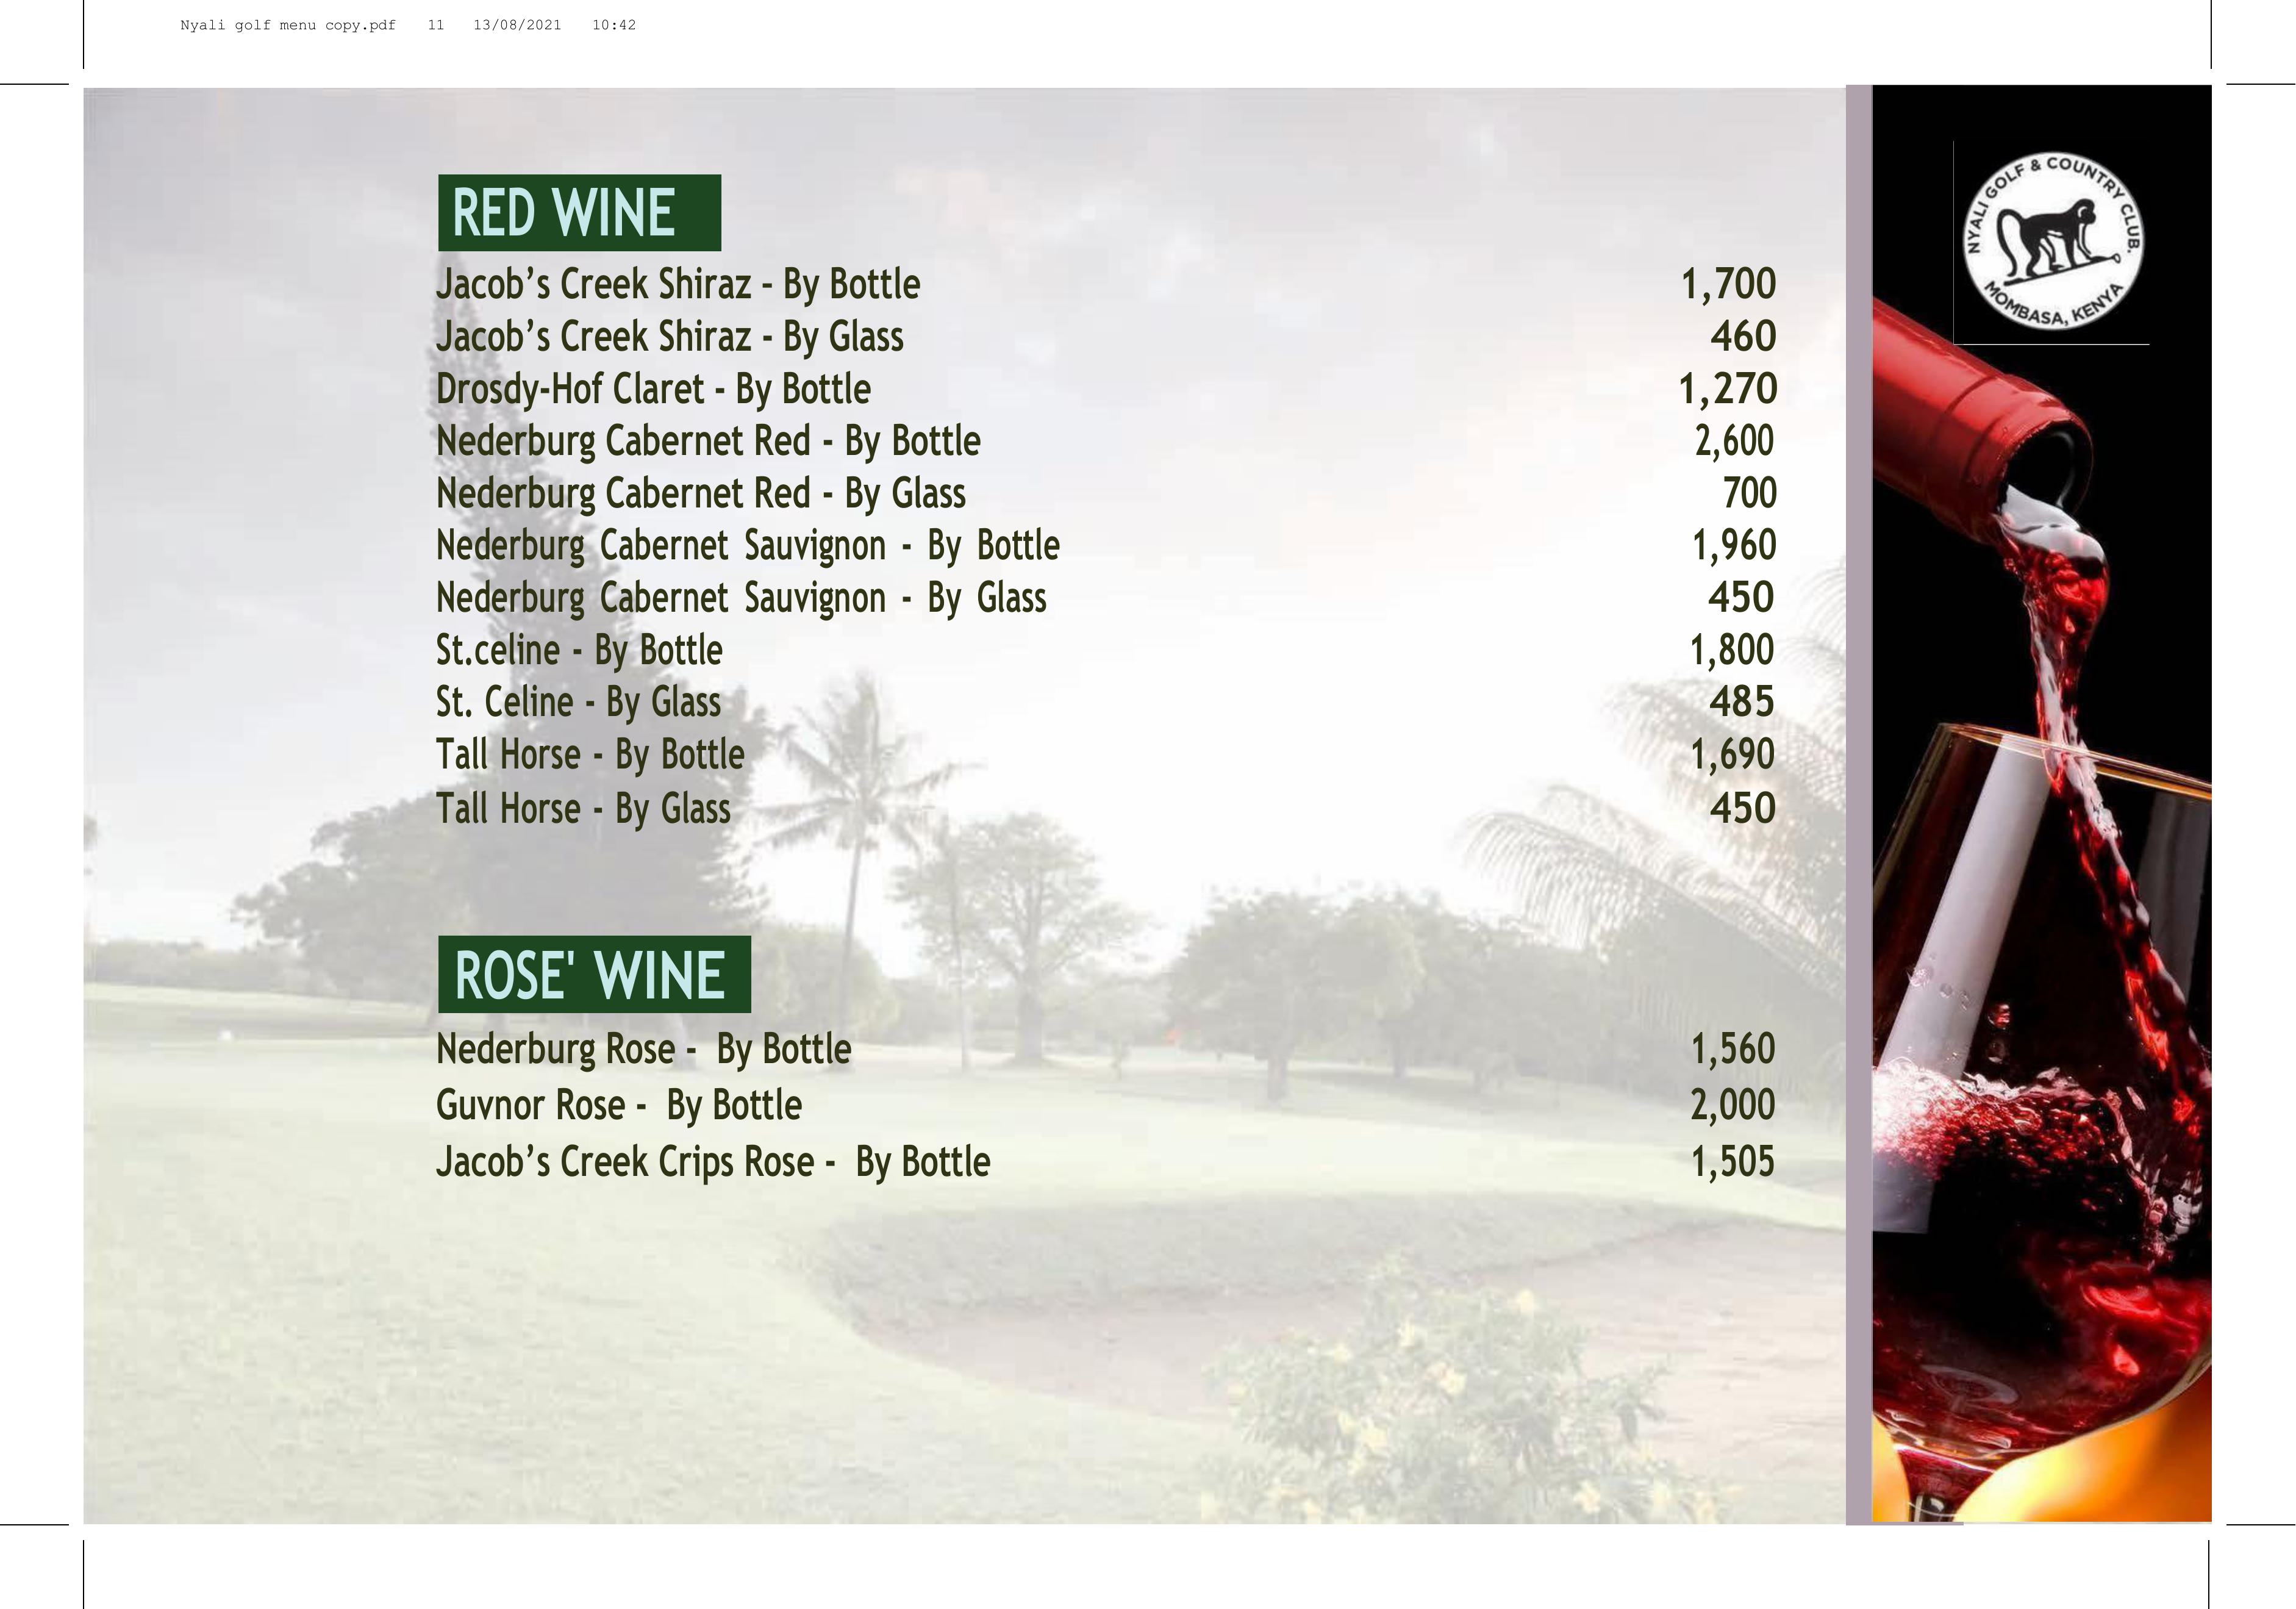 Nyali golf menu copy.pdf 11 13/08/2021 10:42
NYALI GOLF & COUNTRY CLUB.
MOMBASA, KENYA
RED WINE
Jacob’s Creek Shiraz - By Bottle 1,700
Jacob’s Creek Shiraz - By Glass 460
Drosdy-Hof Claret - By Bottle 1,270
Nederburg Cabernet Red - By Bottle 2,600
Nederburg Cabernet Red - By Glass 700
Nederburg Cabernet Sauvignon - By Bottle 1,960
Nederburg Cabernet Sauvignon - By Glass 450
St.celine - By Bottle 1,800
St. Celine - By Glass 485
Tall Horse - By Bottle 1,690
Tall Horse - By Glass 450
ROSE' WINE
Nederburg Rose - By Bottle 1,560
Guvnor Rose - By Bottle 2,000
Jacob’s Creek Crips Rose - By Bottle 1,505